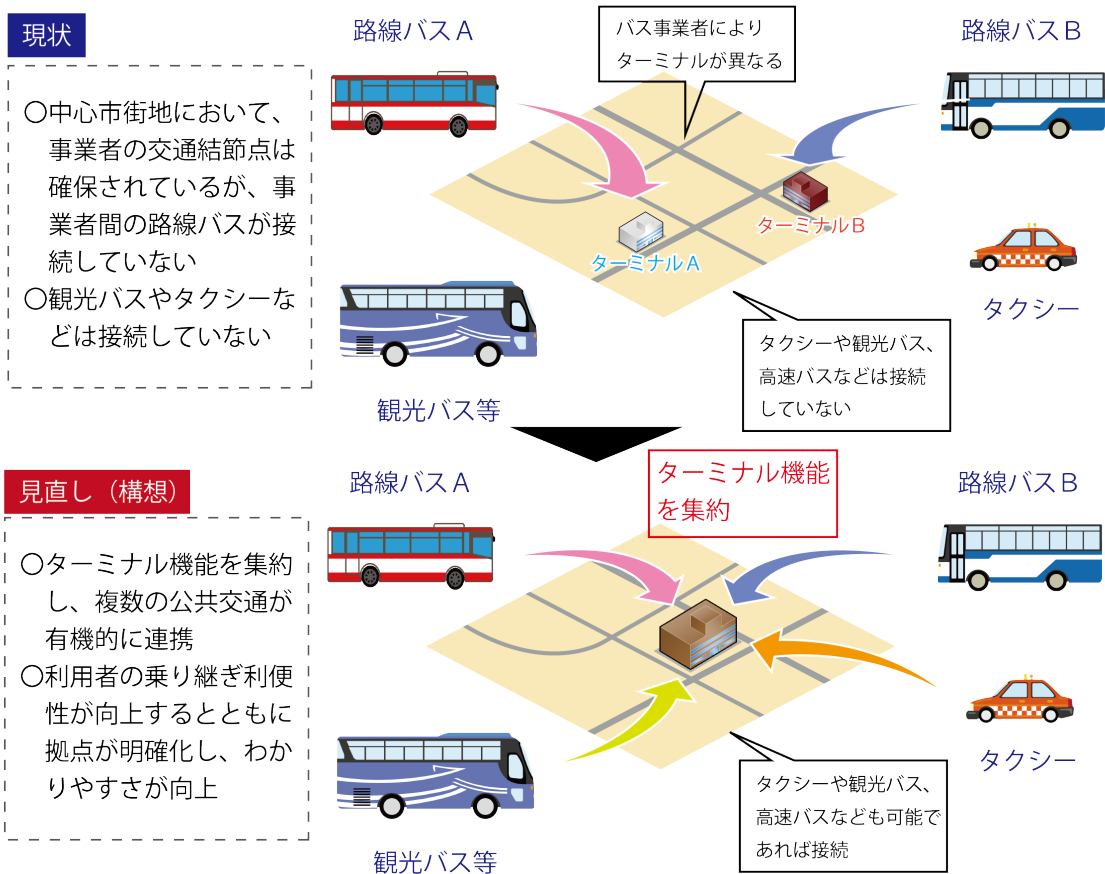 現状
〇中心市街地において、
事業者の交通結節点は
確保されているが、事
業者間の路線バスが接
続していない
〇観光バスやタクシーな
どは接続していない
路線バスA
バス事業者により
ターミナルが異なる
路線バスB
ターミナルB
ターミナルA
タクシー
タクシーや観光バス、
高速バスなどは接続
していない
観光バス等
見直し（構想）
〇ターミナル機能を集約
し、複数の公共交通が
有機的に連携
〇利用者の乗り継ぎ利便
性が向上するとともに
拠点が明確化し、わか
りやすさが向上
路線バスA
ターミナル機能
を集約
路線バスB
タクシー
タクシーや観光バス、
高速バスなども可能で
あれば接続
観光バス等